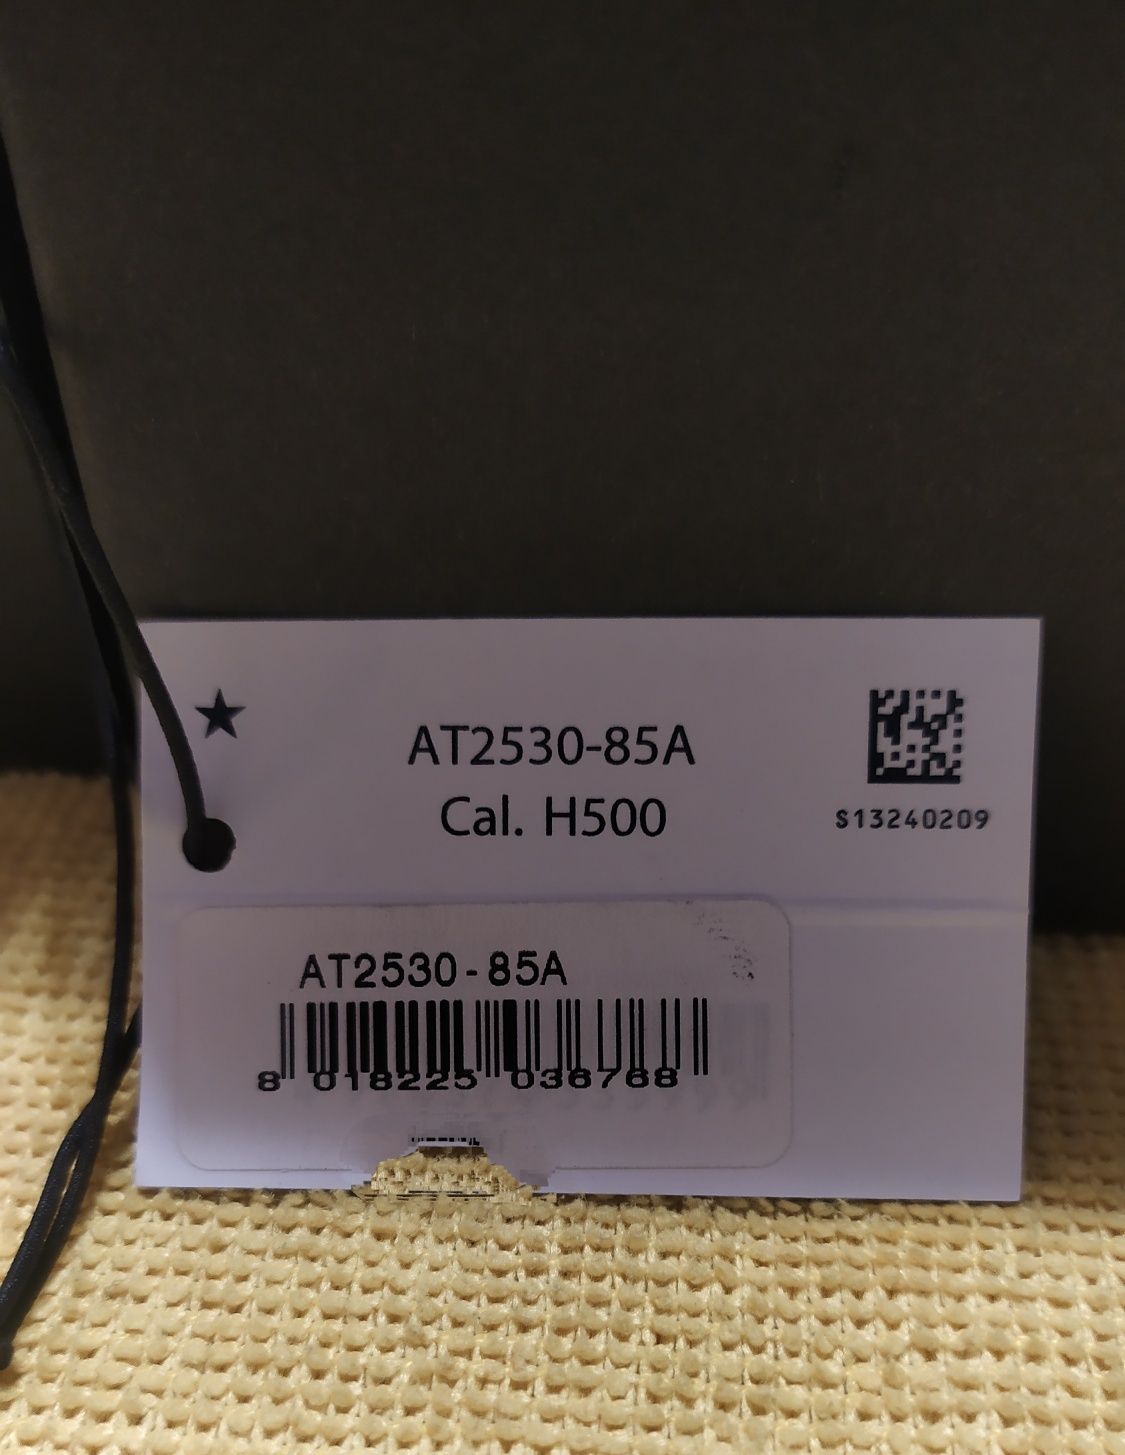 AT2530-85A
Cal. H500
S13240209
AT2530-85A
8 018225 036768